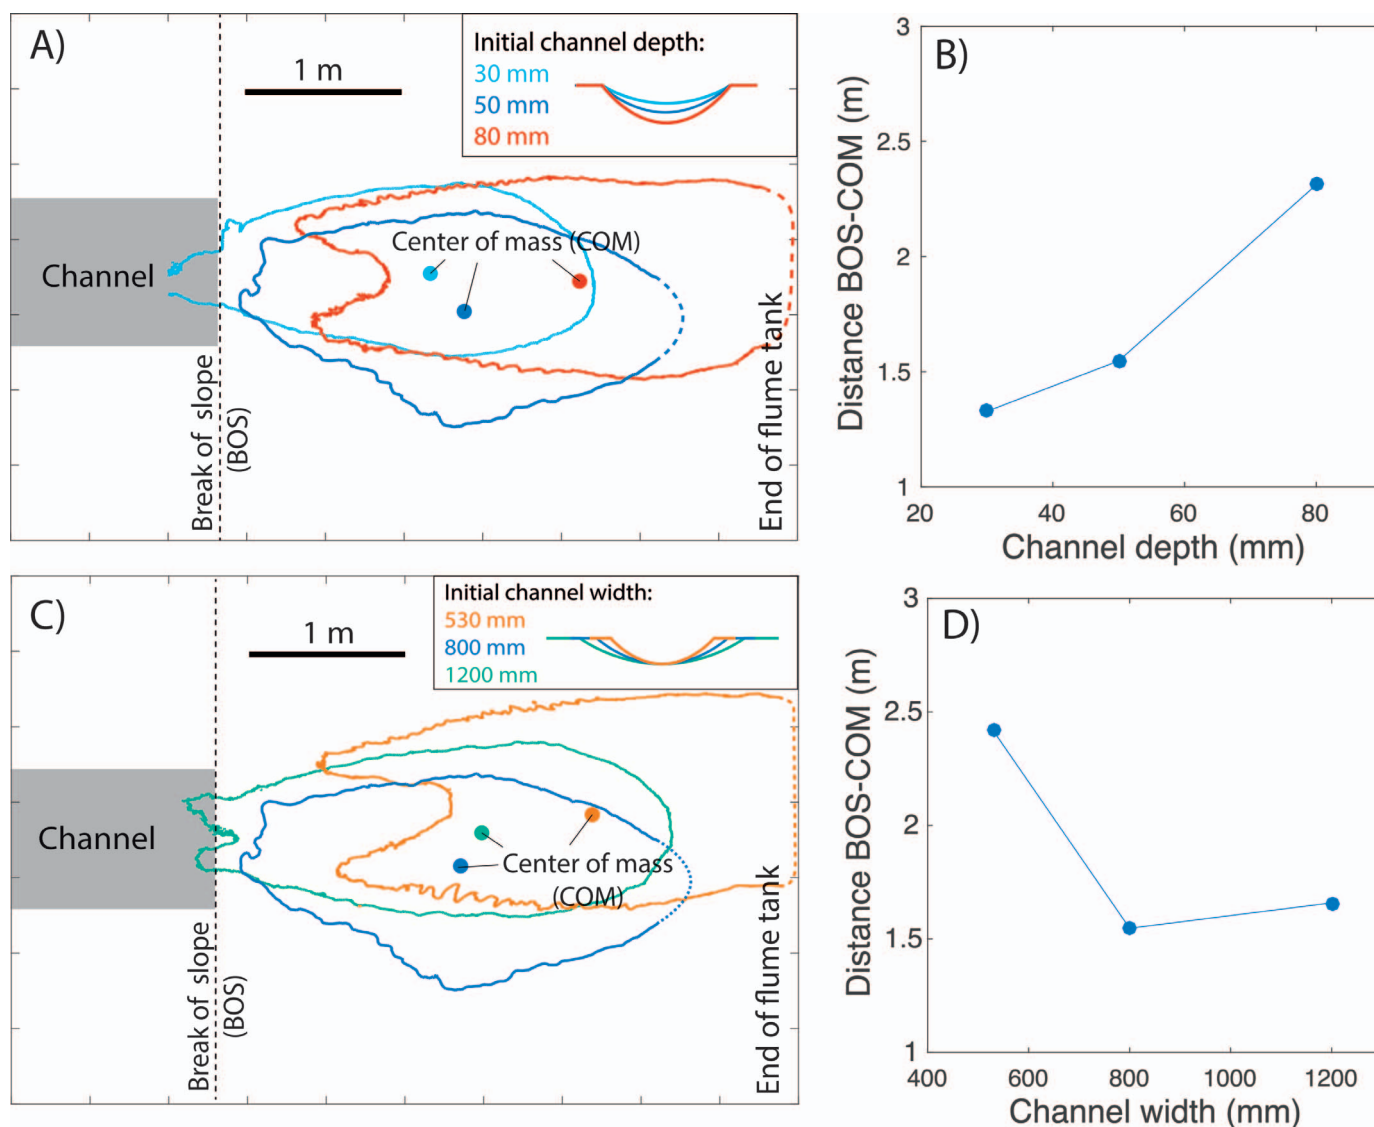 A)
1 m
Initial channel depth:
30 mm
50 mm
80 mm
Channel
Center of mass (COM)
Break of slope
(BOS)
End of flume tank
B)
Distance BOS-COM (m)
3
2.5
2
1.5
1
20
40
60
80
Channel depth (mm)
C)
1 m
Initial channel width:
530 mm
800 mm
1200 mm
Channel
Center of mass
(COM)
Break of slope
(BOS)
End of flume tank
D)
Distance BOS-COM (m)
3
2.5
2
1.5
1
400
600
800
1000
1200
Channel width (mm)